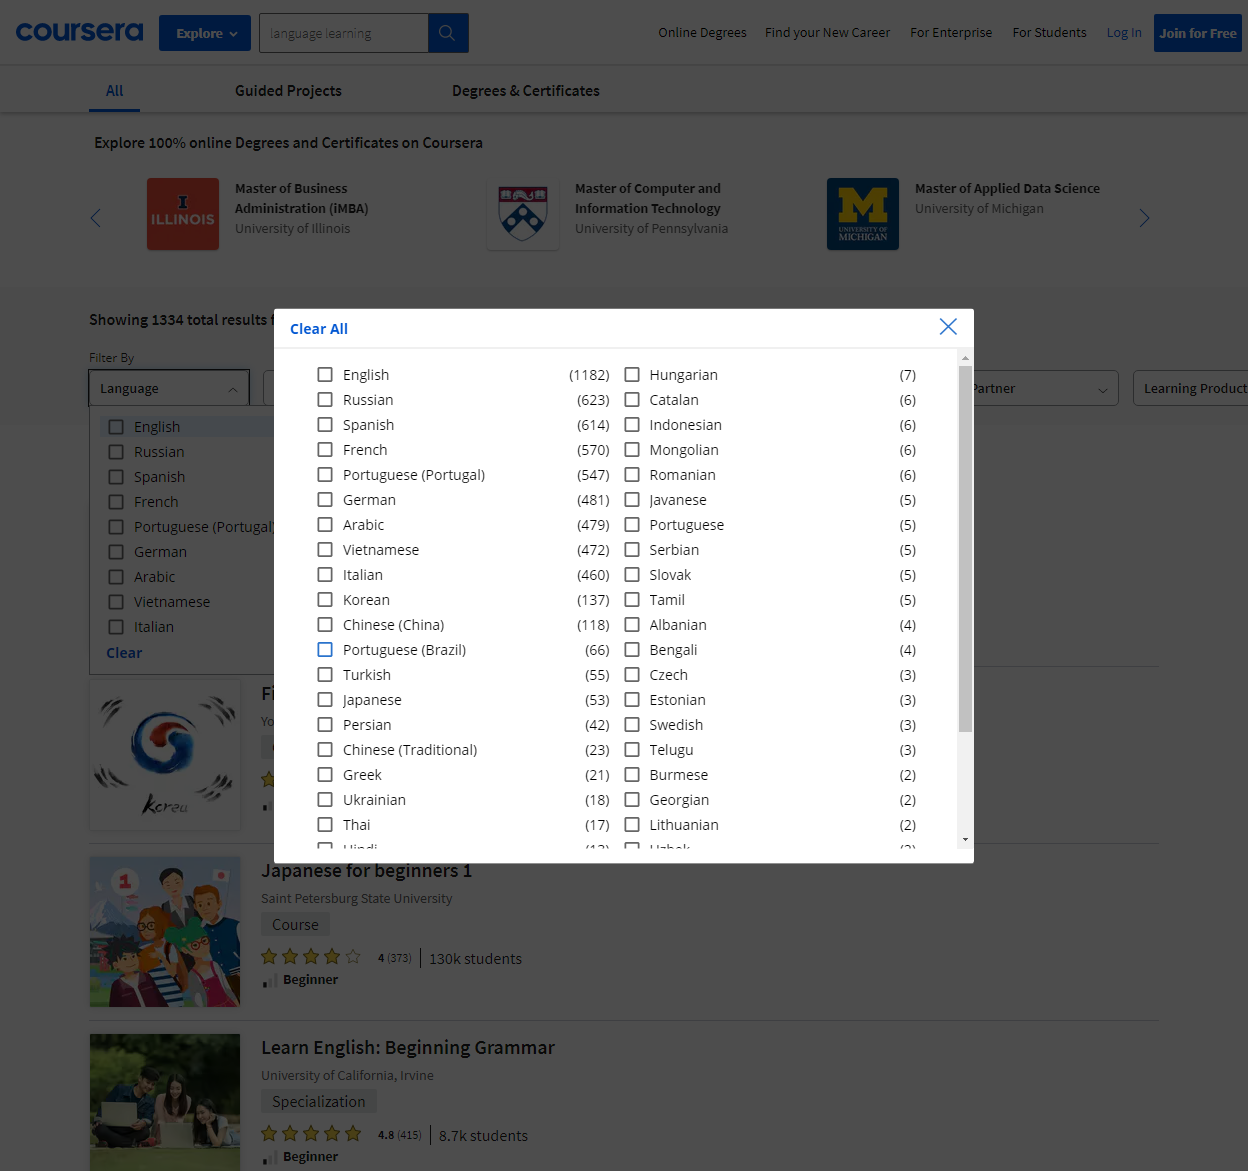 coursera
Explore
language learning
Online Degrees
Find your New Career
For Enterprise
For Students
Log In
Join for Free
All
Guided Projects
Degrees & Certificates
Explore 100% online Degrees and Certificates on Coursera
I
ILLINOIS
Master of Business
Administration (iMBA)
University of Illinois
Master of Computer and
Information Technology
University of Pennsylvania
M
UNIVERSITY OF
MICHIGAN
Master of Applied Data Science
University of Michigan
Showing 1334 total results
Filter By
Language
Partner
Learning Product
English
Russian
Spanish
French
Portuguese (Portugal)
German
Arabic
Vietnamese
Italian
Clear
Clear All
English (1182)
Russian (623)
Spanish (614)
French (570)
Portuguese (Portugal) (547)
German (481)
Arabic (479)
Vietnamese (472)
Italian (460)
Korean (137)
Chinese (China) (118)
Portuguese (Brazil) (66)
Turkish (55)
Japanese (53)
Persian (42)
Chinese (Traditional) (23)
Greek (21)
Ukrainian (18)
Thai (17)
Hindi (13)
Hungarian (7)
Catalan (6)
Indonesian (6)
Mongolian (6)
Romanian (6)
Javanese (5)
Portuguese (5)
Serbian (5)
Slovak (5)
Tamil (5)
Albanian (4)
Bengali (4)
Czech (3)
Estonian (3)
Swedish (3)
Telugu (3)
Burmese (2)
Georgian (2)
Lithuanian (2)
Uzbek (2)
Fi
Yo
Korea
1
Japanese for beginners 1
Saint Petersburg State University
Course
4 (373) 130k students
Beginner
Learn English: Beginning Grammar
University of California, Irvine
Specialization
4.8 (415) 8.7k students
Beginner